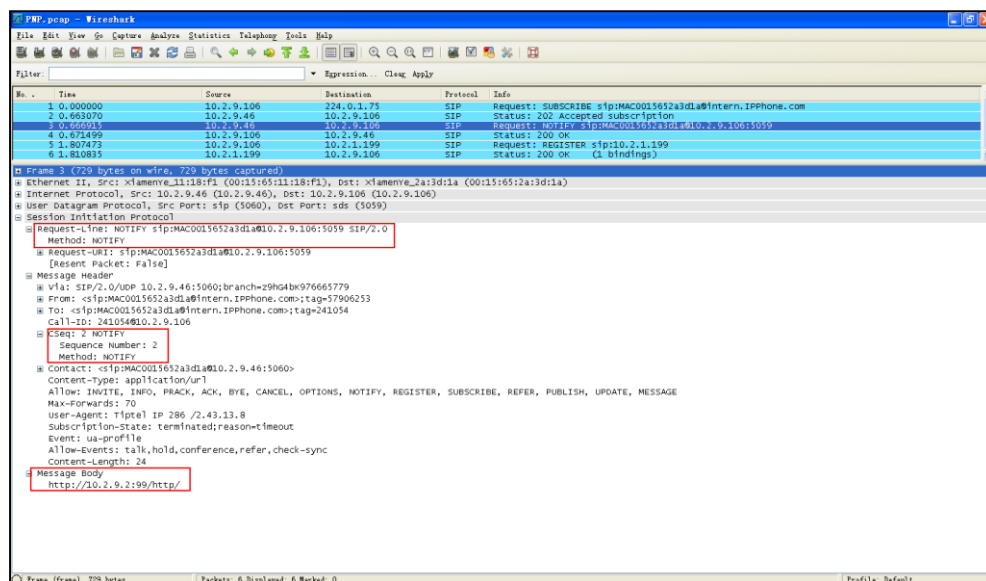 PNP.pcap - Wireshark
File Edit View Go Capture Analyze Statistics Telephony Tools Help
Filter: Expression... Clear Apply
No. . Time Source Destination Protocol Info
1 0.000000 10.2.9.106 224.0.1.75 SIP Request: SUBSCRIBE sip:MAC0015652a3d1a@intern.IPPhone.com
2 0.663070 10.2.9.46 10.2.9.106 SIP Status: 202 Accepted subscription
3 0.666915 10.2.9.46 10.2.9.106 SIP Request: NOTIFY sip:MAC0015652a3d1a@10.2.9.106:5059
4 0.671499 10.2.9.106 10.2.9.46 SIP Status: 200 OK
5 1.807473 10.2.9.106 10.2.1.199 SIP Request: REGISTER sip:10.2.1.199
6 1.810835 10.2.1.199 10.2.9.106 SIP Status: 200 OK (1 bindings)
Frame 3 (729 bytes on wire, 729 bytes captured)
Ethernet II, Src: XiamenYe_11:18:f1 (00:15:65:11:18:f1), Dst: XiamenYe_2a:3d:1a (00:15:65:2a:3d:1a)
Internet Protocol, Src: 10.2.9.46 (10.2.9.46), Dst: 10.2.9.106 (10.2.9.106)
User Datagram Protocol, Src Port: sip (5060), Dst Port: sds (5059)
Session Initiation Protocol
Request-Line: NOTIFY sip:MAC0015652a3d1a@10.2.9.106:5059 SIP/2.0
Method: NOTIFY
Request-URI: sip:MAC0015652a3d1a@10.2.9.106:5059
[Resent Packet: False]
Message Header
Via: SIP/2.0/UDP 10.2.9.46:5060;branch=z9hG4bK976665779
From: <sip:MAC0015652a3d1a@intern.IPPhone.com>;tag=57906253
To: <sip:MAC0015652a3d1a@intern.IPPhone.com>;tag=241054
Call-ID: 241054@10.2.9.106
CSeq: 2 NOTIFY
Sequence Number: 2
Method: NOTIFY
Contact: <sip:MAC0015652a3d1a@10.2.9.46:5060>
Content-Type: application/url
Allow: INVITE, INFO, PRACK, ACK, BYE, CANCEL, OPTIONS, NOTIFY, REGISTER, SUBSCRIBE, REFER, PUBLISH, UPDATE, MESSAGE
Max-Forwards: 70
User-Agent: Tiptel IP 286 /2.43.13.8
Subscription-State: terminated;reason=timeout
Event: ua-profile
Allow-Events: talk,hold,conference,refer,check-sync
Content-Length: 24
Message Body
http://10.2.9.2:99/http/
Frame (frame), 729 bytes Packets: 6 Displayed: 6 Marked: 0 Profile: Default